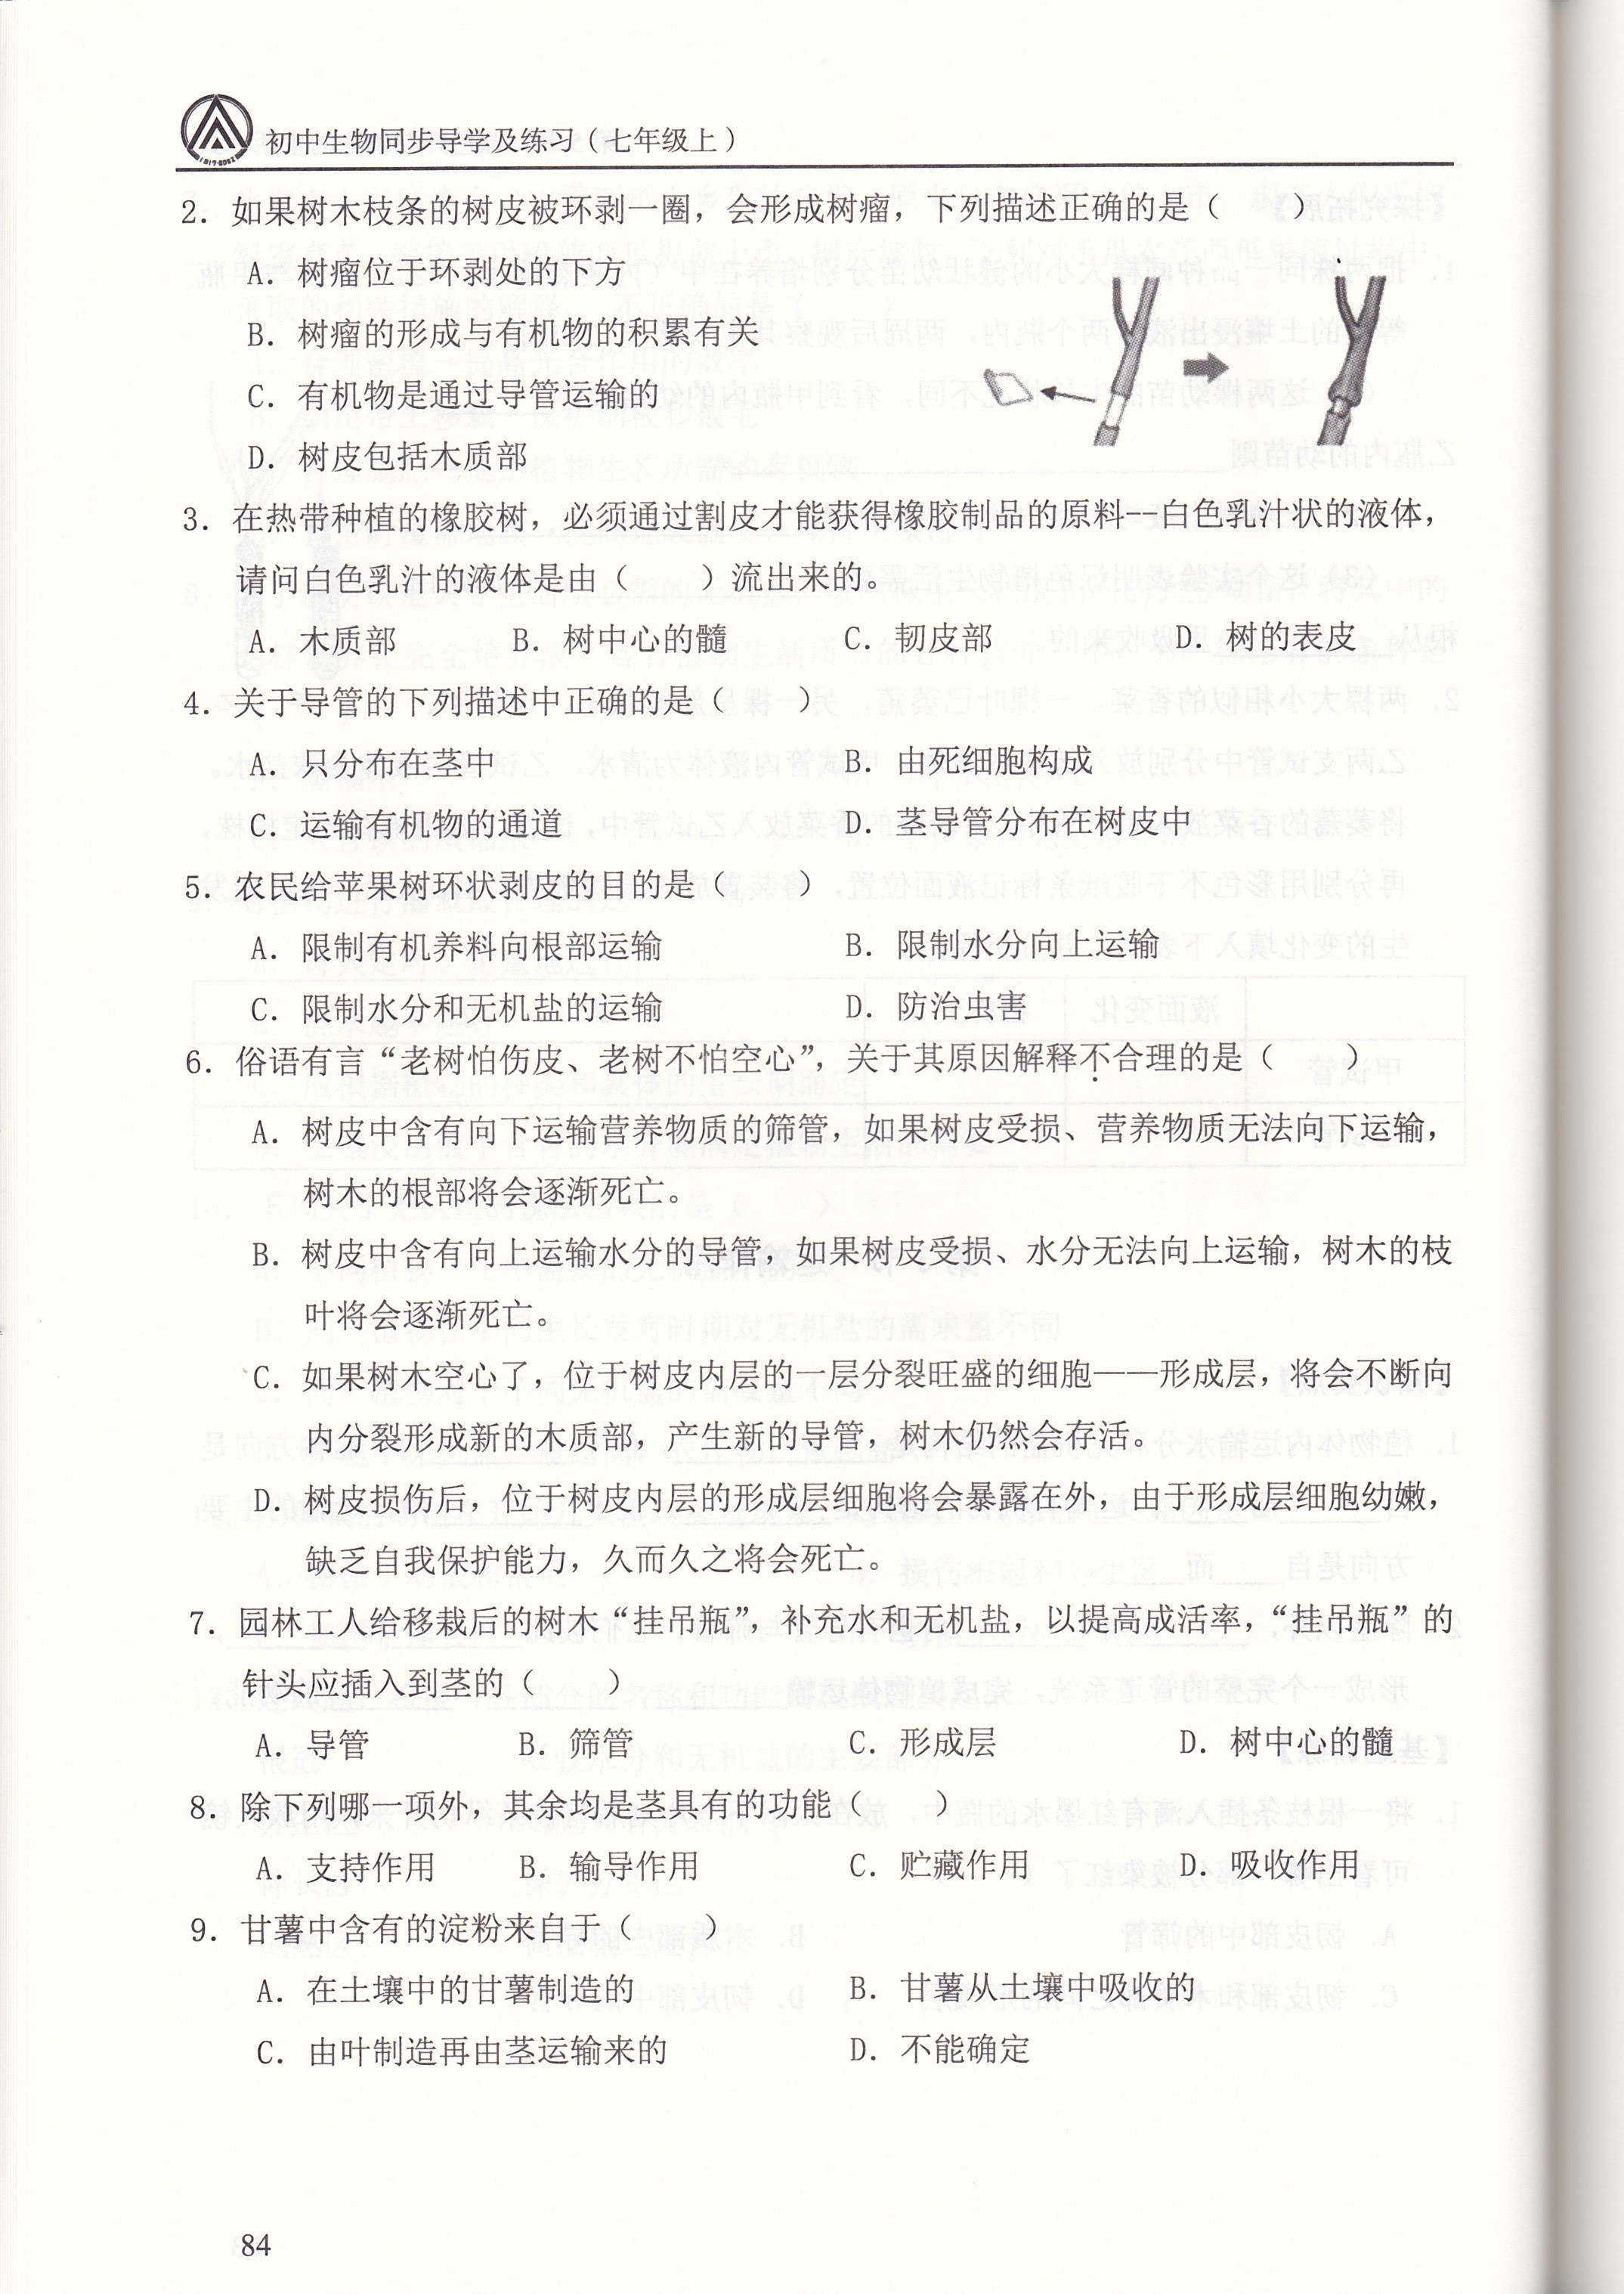 初中生物同步导学及练习(七年级上)
2. 如果树木枝条的树皮被环剥一圈，会形成树瘤，下列描述正确的是(    )
A. 树瘤位于环剥处的下方
B. 树瘤的形成与有机物的积累有关
C. 有机物是通过导管运输的
D. 树皮包括木质部
3. 在热带种植的橡胶树，必须通过割皮才能获得橡胶制品的原料--白色乳汁状的液体，
请问白色乳汁的液体是由(    )流出来的。
A. 木质部 B. 树中心的髓 C. 韧皮部 D. 树的表皮
4. 关于导管的下列描述中正确的是(    )
A. 只分布在茎中 B. 由死细胞构成
C. 运输有机物的通道 D. 茎导管分布在树皮中
5. 农民给苹果树环状剥皮的目的是(    )
A. 限制有机养料向根部运输 B. 限制水分向上运输
C. 限制水分和无机盐的运输 D. 防治虫害
6. 俗语有言“老树怕伤皮、老树不怕空心”，关于其原因解释不合理的是(    )
A. 树皮中含有向下运输营养物质的筛管，如果树皮受损、营养物质无法向下运输，
树木的根部将会逐渐死亡。
B. 树皮中含有向上运输水分的导管，如果树皮受损、水分无法向上运输，树木的枝
叶将会逐渐死亡。
C. 如果树木空心了，位于树皮内层的一层分裂旺盛的细胞——形成层，将会不断向
内分裂形成新的木质部，产生新的导管，树木仍然会存活。
D. 树皮损伤后，位于树皮内层的形成层细胞将会暴露在外，由于形成层细胞幼嫩，
缺乏自我保护能力，久而久之将会死亡。
7. 园林工人给移栽后的树木“挂吊瓶”，补充水和无机盐，以提高成活率，“挂吊瓶”的
针头应插入到茎的(    )
A. 导管 B. 筛管 C. 形成层 D. 树中心的髓
8. 除下列哪一项外，其余均是茎具有的功能(    )
A. 支持作用 B. 输导作用 C. 贮藏作用 D. 吸收作用
9. 甘薯中含有的淀粉来自于(    )
A. 在土壤中的甘薯制造的 B. 甘薯从土壤中吸收的
C. 由叶制造再由茎运输来的 D. 不能确定
84